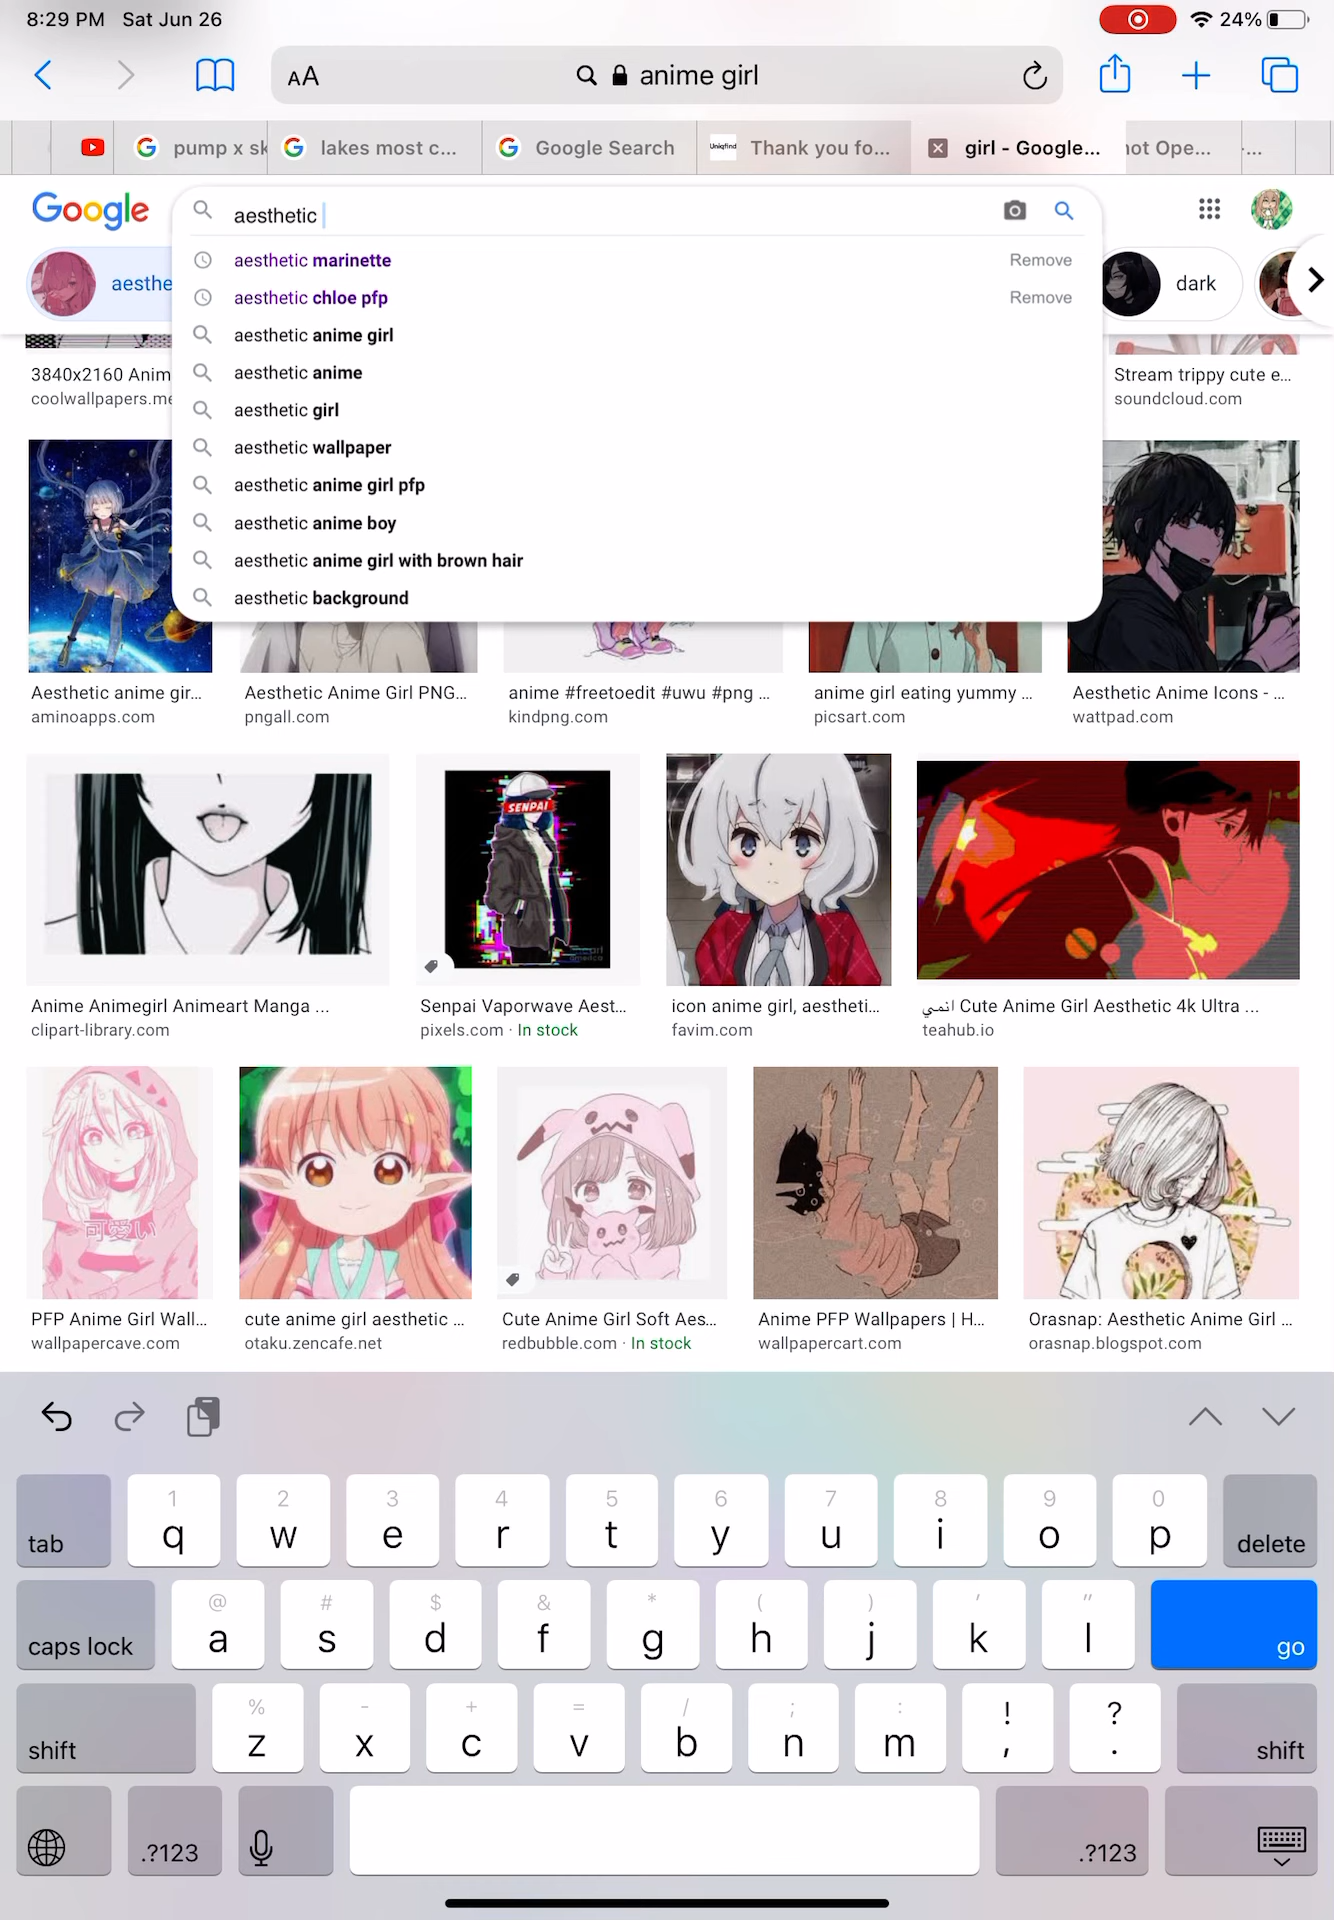 8:29 PM Sat Jun 26
24%
AA anime girl
pump x sk
lakes most c...
Google Search
Uniqfind Thank you fo...
girl - Google...
not Ope...
...
Google
aesthetic
aesthetic marinette Remove
aesthetic chloe pfp Remove
aesthetic anime girl
aesthetic anime
aesthetic girl
aesthetic wallpaper
aesthetic anime girl pfp
aesthetic anime boy
aesthetic anime girl with brown hair
aesthetic background
aesthe
dark
3840x2160 Anim
coolwallpapers.me
Stream trippy cute e...
soundcloud.com
Aesthetic anime gir...
aminoapps.com
Aesthetic Anime Girl PNG...
pngall.com
anime #freetoedit #uwu #png ...
kindpng.com
anime girl eating yummy ...
picsart.com
Aesthetic Anime Icons - ...
wattpad.com
SENPAI
Anime Animegirl Animeart Manga ...
clipart-library.com
Senpai Vaporwave Aest...
pixels.com · In stock
icon anime girl, aestheti...
favim.com
انمي Cute Anime Girl Aesthetic 4k Ultra ...
teahub.io
可愛い
PFP Anime Girl Wall...
wallpapercave.com
cute anime girl aesthetic ...
otaku.zencafe.net
Cute Anime Girl Soft Aes...
redbubble.com · In stock
Anime PFP Wallpapers | H...
wallpapercart.com
Orasnap: Aesthetic Anime Girl ...
orasnap.blogspot.com
1 2 3 4 5 6 7 8 9 0
tab q w e r t y u i o p delete
@ # $ & * ( ) ' "
caps lock a s d f g h j k l go
% - + = / ; : ! ?
shift z x c v b n m , . shift
.?123 .?123